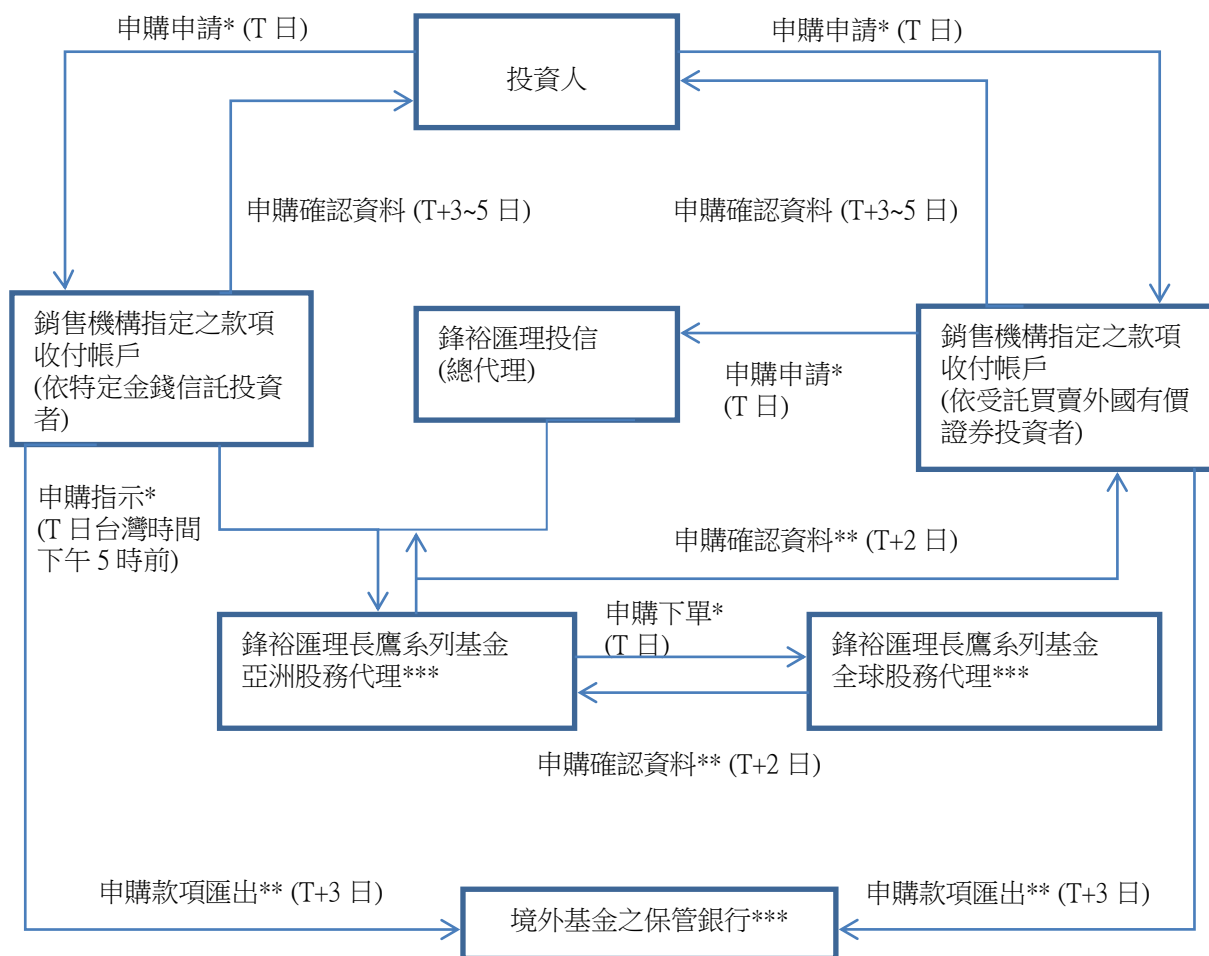 申購申請* (T 日)
申購申請* (T 日)
投資人
申購確認資料 (T+3~5 日)
申購確認資料 (T+3~5 日)
銷售機構指定之款項
收付帳戶
(依特定金錢信託投資
者)
鋒裕匯理投信
(總代理)
申購申請*
(T 日)
銷售機構指定之款項
收付帳戶
(依受託買賣外國有價
證券投資者)
申購指示*
(T 日台灣時間
下午 5 時前)
申購確認資料** (T+2 日)
鋒裕匯理長鷹系列基金
亞洲股務代理***
申購下單*
(T 日)
鋒裕匯理長鷹系列基金
全球股務代理***
申購確認資料** (T+2 日)
申購款項匯出** (T+3 日)
申購款項匯出** (T+3 日)
境外基金之保管銀行***